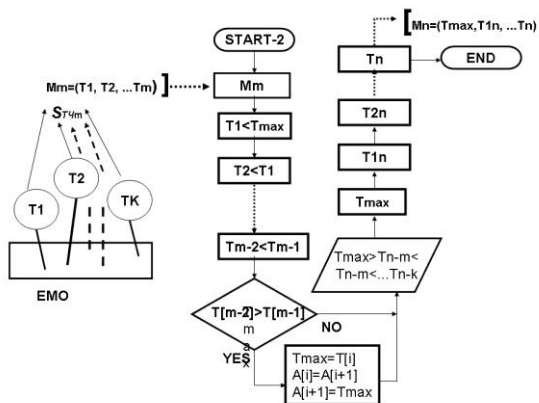 START-2
Mm=(T1, T2, ...Tm)
Mm
STЧm
T1<Tmax
T2<T1
T1
T2
TK
EMO
Tm-2<Tm-1
T[m-2]>T[m-1]
m
a
x
YES
NO
Tmax=T[i]
A[i]=A[i+1]
A[i+1]=Tmax
Tmax>Tn-m<
Tn-m<...Tn-k
Tmax
T1n
T2n
Tn
Mn=(Tmax,T1n, ...Tn)
END